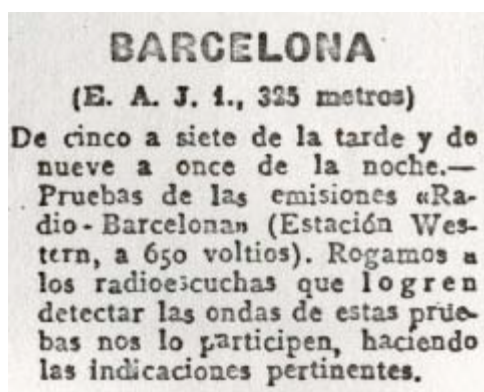 BARCELONA
(E. A. J. 1., 325 metros)
De cinco a siete de la tarde y de
nueve a once de la noche.—
Pruebas de las emisiones «Ra-
dio - Barcelona» (Estación Wes-
tern, a 650 voltios). Rogamos a
los radioescuchas que logren
detectar las ondas de estas prue-
bas nos lo participen, haciendo
las indicaciones pertinentes.